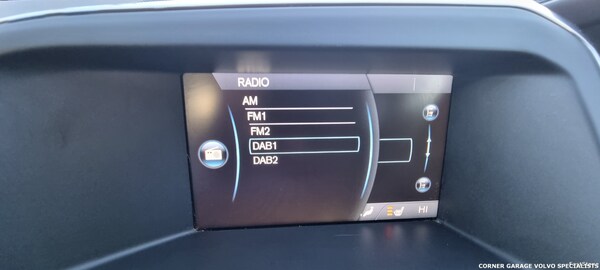 RADIO
AM
FM1
FM2
DAB1
DAB2
HI
CORNER GARAGE VOLVO SPECIALISTS